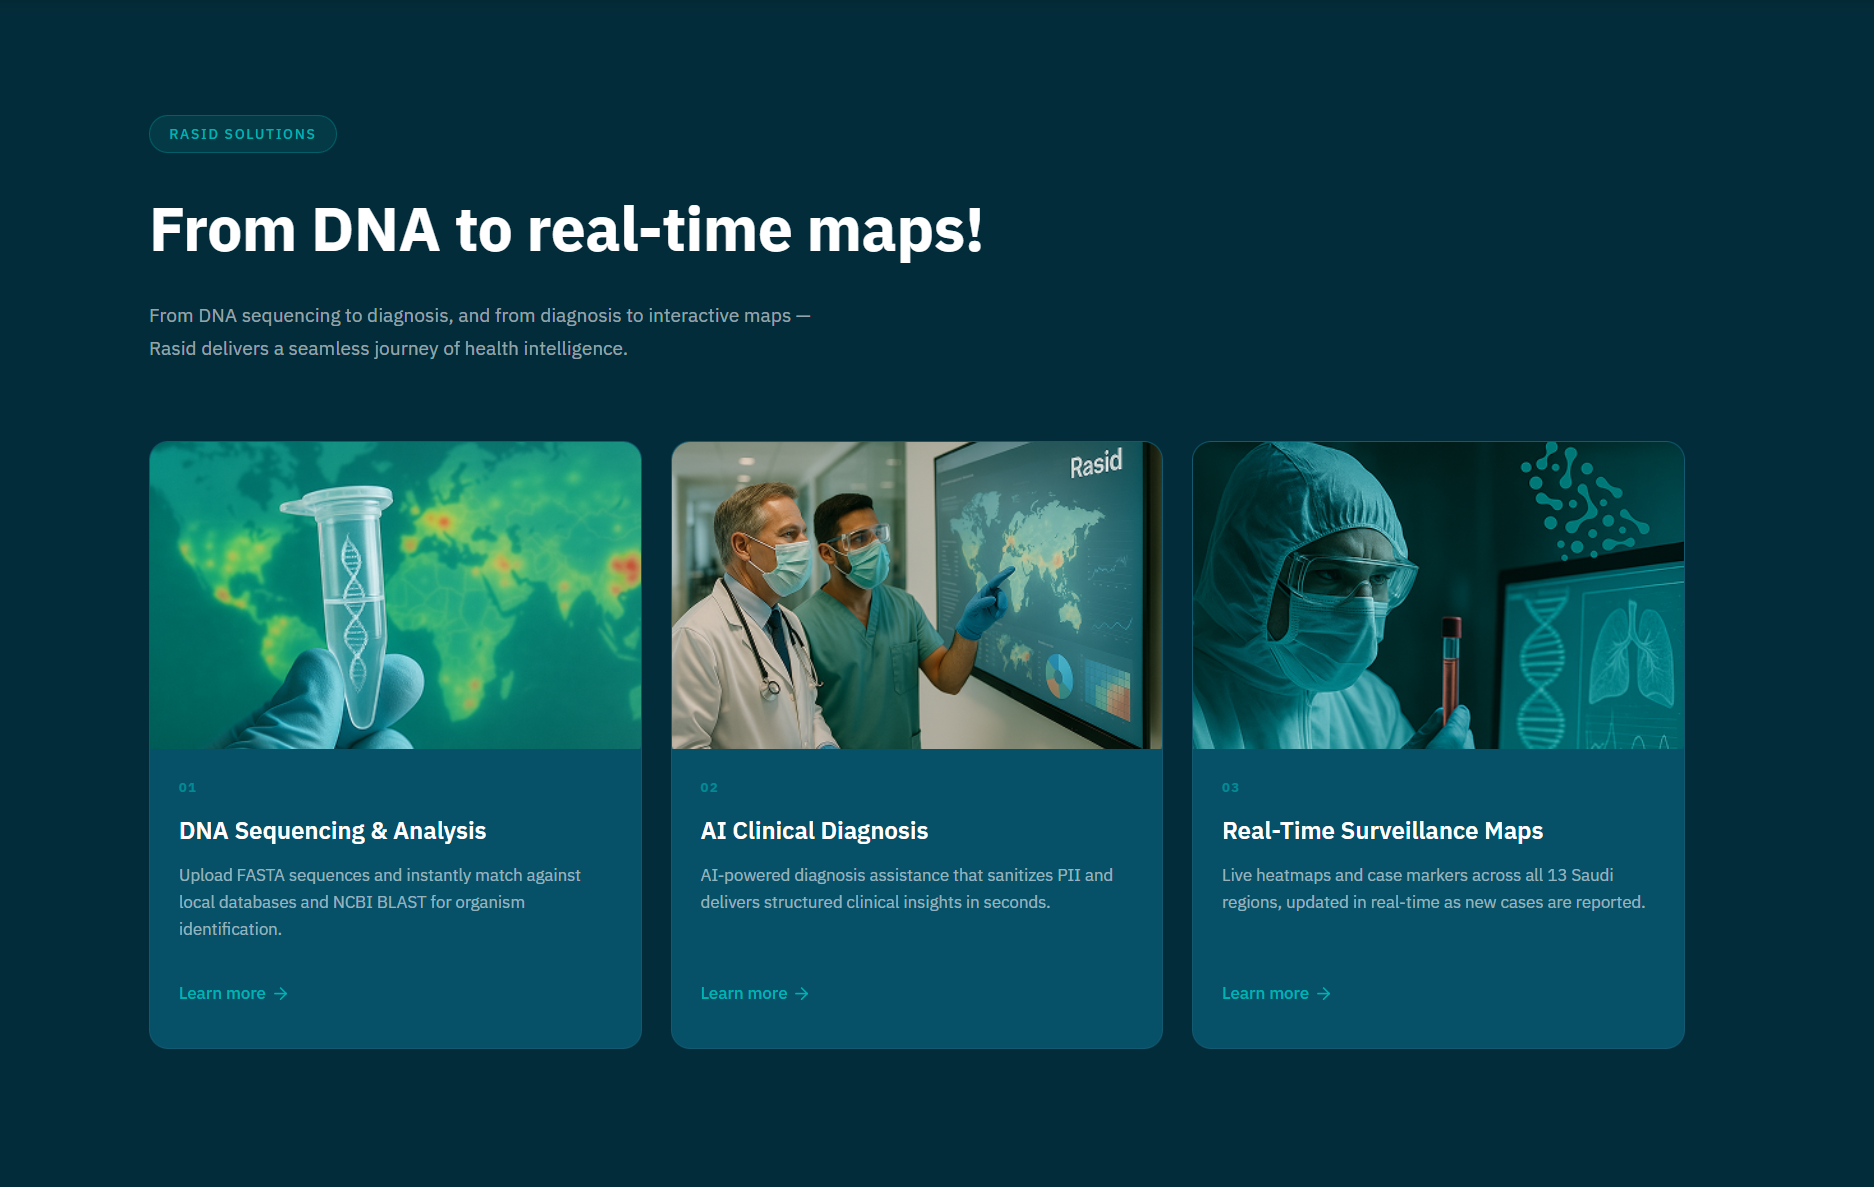 RASID SOLUTIONS
From DNA to real-time maps!
From DNA sequencing to diagnosis, and from diagnosis to interactive maps —
Rasid delivers a seamless journey of health intelligence.
Rasid
01
DNA Sequencing & Analysis
Upload FASTA sequences and instantly match against
local databases and NCBI BLAST for organism
identification.
Learn more →
02
AI Clinical Diagnosis
AI-powered diagnosis assistance that sanitizes PII and
delivers structured clinical insights in seconds.
Learn more →
03
Real-Time Surveillance Maps
Live heatmaps and case markers across all 13 Saudi
regions, updated in real-time as new cases are reported.
Learn more →